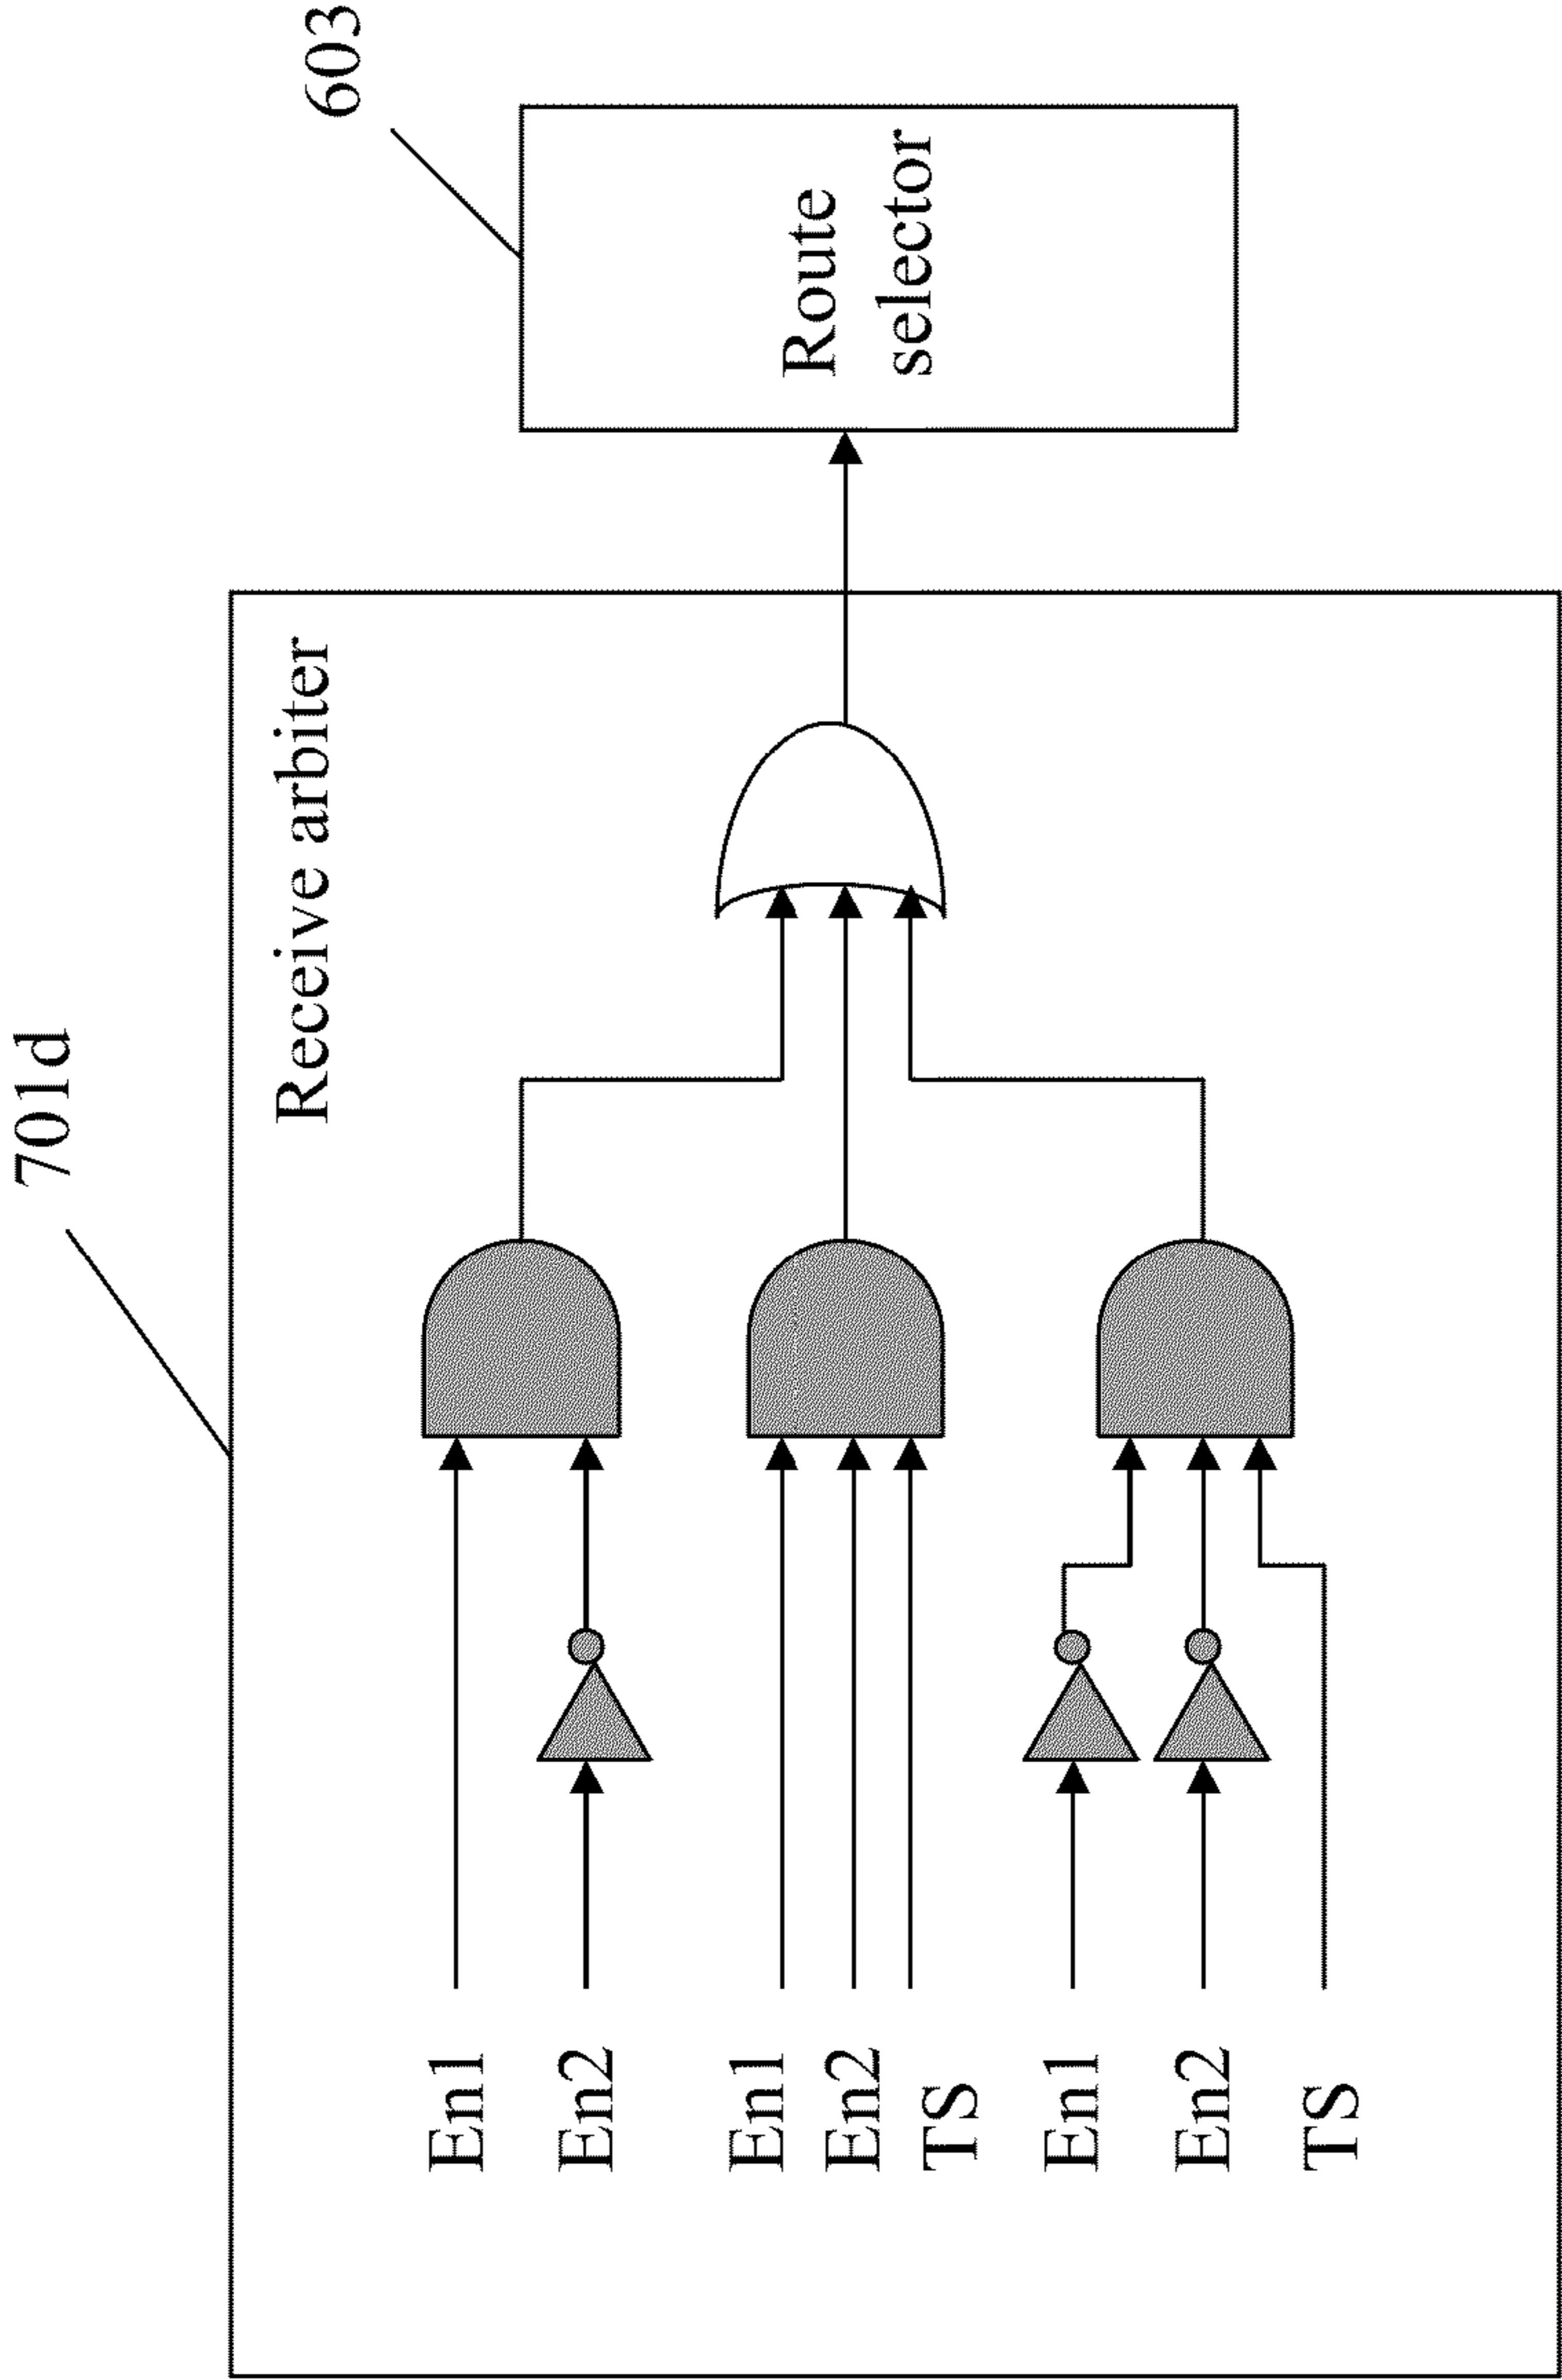 701d
603
Receive arbiter
Route
selector
En1
En2
En1
En2
TS
En1
En2
TS